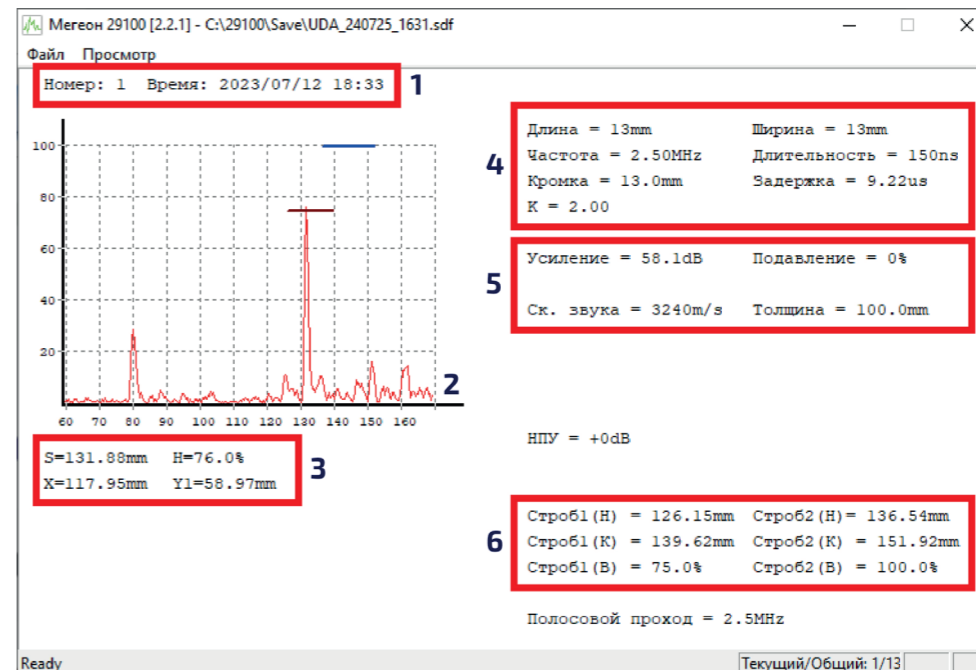 Мегеон 29100 [2.2.1] - C:\29100\Save\UDA_240725_1631.sdf
Файл Просмотр
Номер: 1 Время: 2023/07/12 18:33 1
100
80
60
40
20
2
60 70 80 90 100 110 120 130 140 150 160
S=131.88mm H=76.0%
X=117.95mm Y1=58.97mm
3
4
Длина = 13mm Ширина = 13mm
Частота = 2.50MHz Длительность = 150ns
Кромка = 13.0mm Задержка = 9.22us
K = 2.00
5
Усиление = 58.1dB Подавление = 0%
Ск. звука = 3240m/s Толщина = 100.0mm
НПУ = +0dB
6
Строб1(Н) = 126.15mm Строб2(Н)= 136.54mm
Строб1(К) = 139.62mm Строб2(К) = 151.92mm
Строб1(В) = 75.0% Строб2(В) = 100.0%
Полосовой проход = 2.5MHz
Ready Текущий/Общий: 1/13